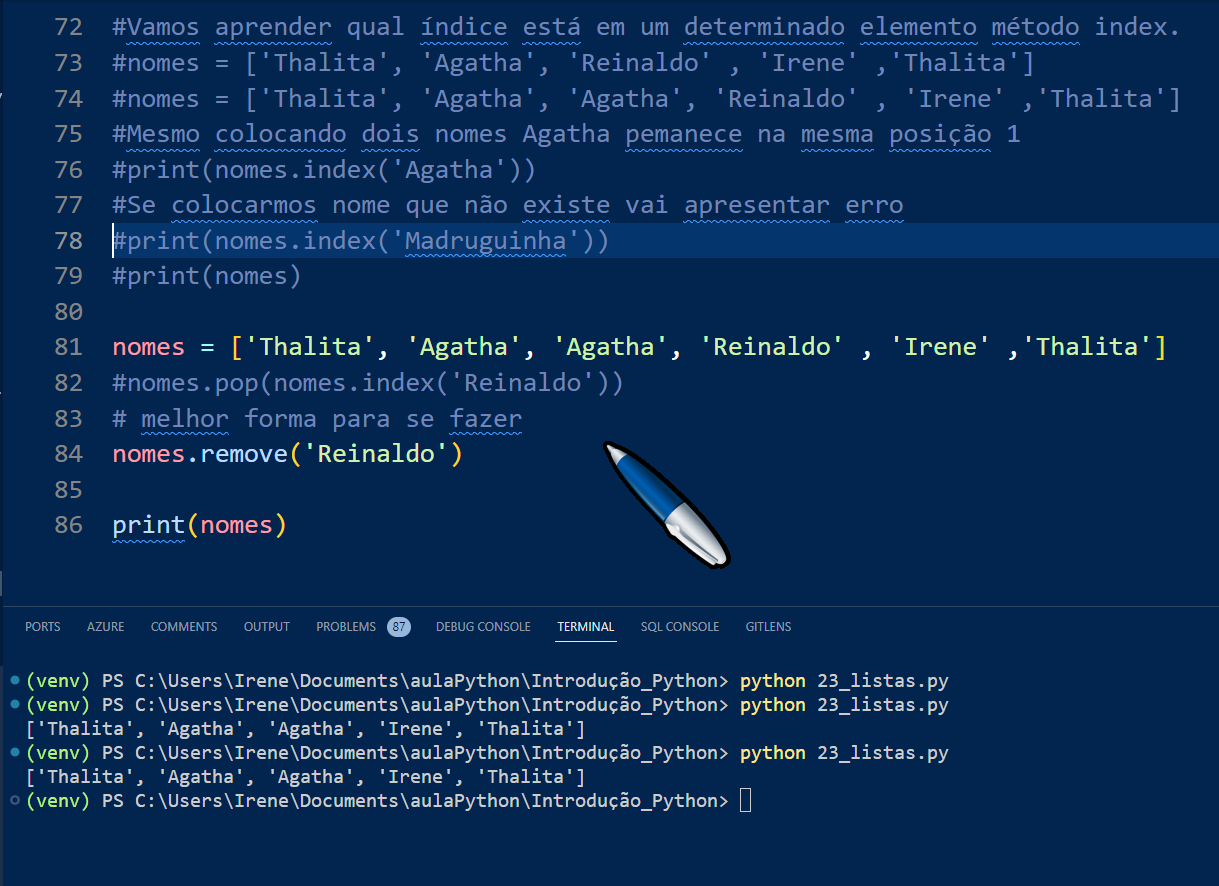 72 #Vamos aprender qual índice está em um determinado elemento método index.
73 #nomes = ['Thalita', 'Agatha', 'Reinaldo' , 'Irene' ,'Thalita']
74 #nomes = ['Thalita', 'Agatha', 'Agatha', 'Reinaldo' , 'Irene' ,'Thalita']
75 #Mesmo colocando dois nomes Agatha pemanece na mesma posição 1
76 #print(nomes.index('Agatha'))
77 #Se colocarmos nome que não existe vai apresentar erro
78 #print(nomes.index('Madruguinha'))
79 #print(nomes)
80
81 nomes = ['Thalita', 'Agatha', 'Agatha', 'Reinaldo' , 'Irene' ,'Thalita']
82 #nomes.pop(nomes.index('Reinaldo'))
83 # melhor forma para se fazer
84 nomes.remove('Reinaldo')
85
86 print(nomes)
PORTS AZURE COMMENTS OUTPUT PROBLEMS 87 DEBUG CONSOLE TERMINAL SQL CONSOLE GITLENS
(venv) PS C:\Users\Irene\Documents\aulaPython\Introdução_Python> python 23_listas.py
(venv) PS C:\Users\Irene\Documents\aulaPython\Introdução_Python> python 23_listas.py
['Thalita', 'Agatha', 'Agatha', 'Irene', 'Thalita']
(venv) PS C:\Users\Irene\Documents\aulaPython\Introdução_Python> python 23_listas.py
['Thalita', 'Agatha', 'Agatha', 'Irene', 'Thalita']
(venv) PS C:\Users\Irene\Documents\aulaPython\Introdução_Python>